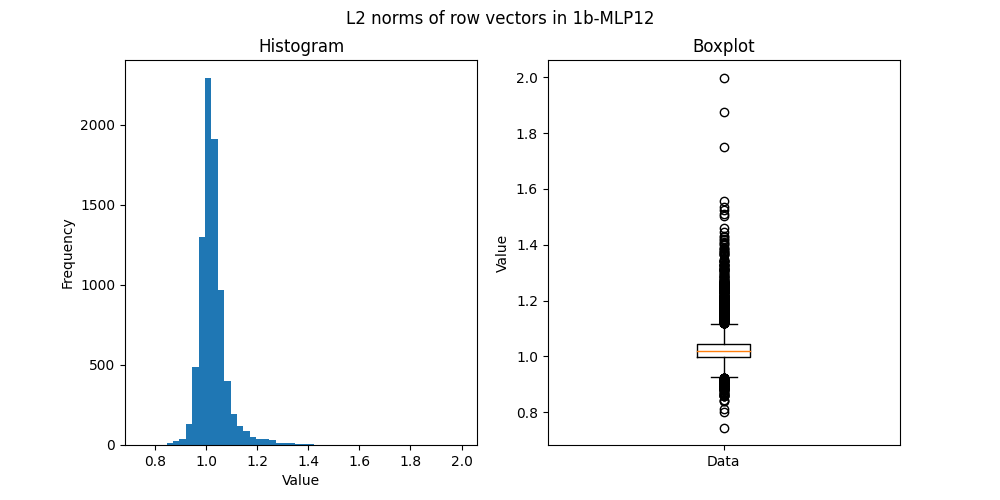 L2 norms of row vectors in 1b-MLP12
Histogram
Frequency
2000
1500
1000
500
0
0.8 1.0 1.2 1.4 1.6 1.8 2.0
Value
Boxplot
Value
2.0
1.8
1.6
1.4
1.2
1.0
0.8
Data